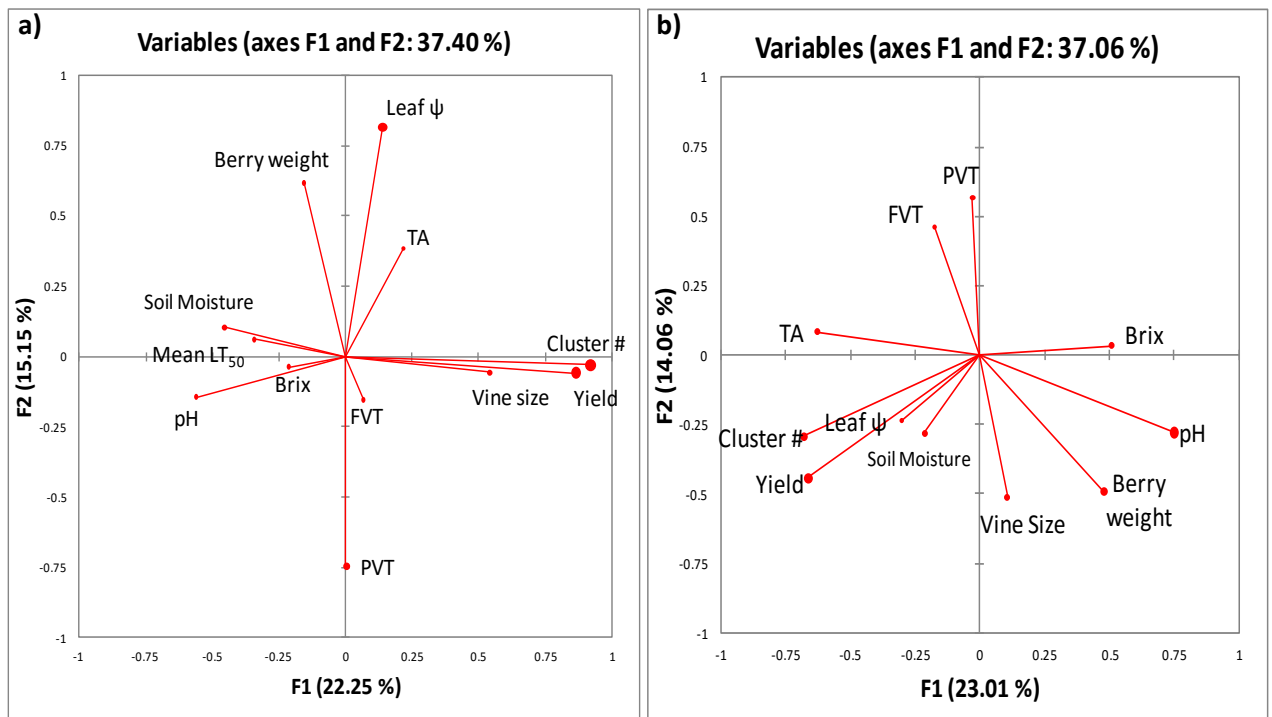 a)
Variables (axes F1 and F2: 37.40 %)
1
0.75
0.5
0.25
0
-0.25
-0.5
-0.75
-1
F2 (15.15 %)
Leaf ψ
Berry weight
TA
Soil Moisture
Mean LT50
Brix
pH
FVT
Cluster #
Vine size
Yield
PVT
-1
-0.75
-0.5
-0.25
0
0.25
0.5
0.75
1
F1 (22.25 %)
b)
Variables (axes F1 and F2: 37.06 %)
1
0.75
0.5
0.25
0
-0.25
-0.5
-0.75
-1
F2 (14.06 %)
PVT
FVT
TA
Brix
Leaf ψ
Cluster #
Soil Moisture
Yield
pH
Berry
weight
Vine Size
-1
-0.75
-0.5
-0.25
0
0.25
0.5
0.75
1
F1 (23.01 %)